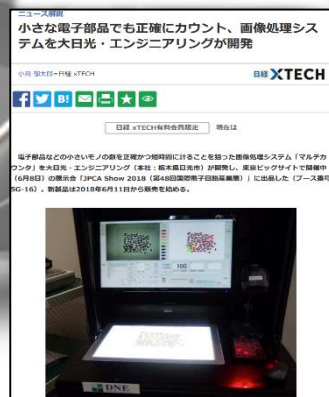 ニュース解説
小さな電子部品でも正確にカウント、画像処理シス
テムを大日光・エンジニアリングが開発
日経 XTECH
B!
日経 xTECH有料会員限定 現在は
電子部品などの小さいモノの数を正確かつ短時間に計ることを狙った画像処理システム「マルチカ
ウンタ」を大日光・エンジニアリング(本社:栃木県日光市)が開発し、東京ビッグサイトで開催中
(6月8日)の展示会「JPCA Show 2018(第48回国際電子回路産業展)」に出品した(ブース番号
5G-16)。新製品は2018年6月11日から販売を始める。
100
DNE